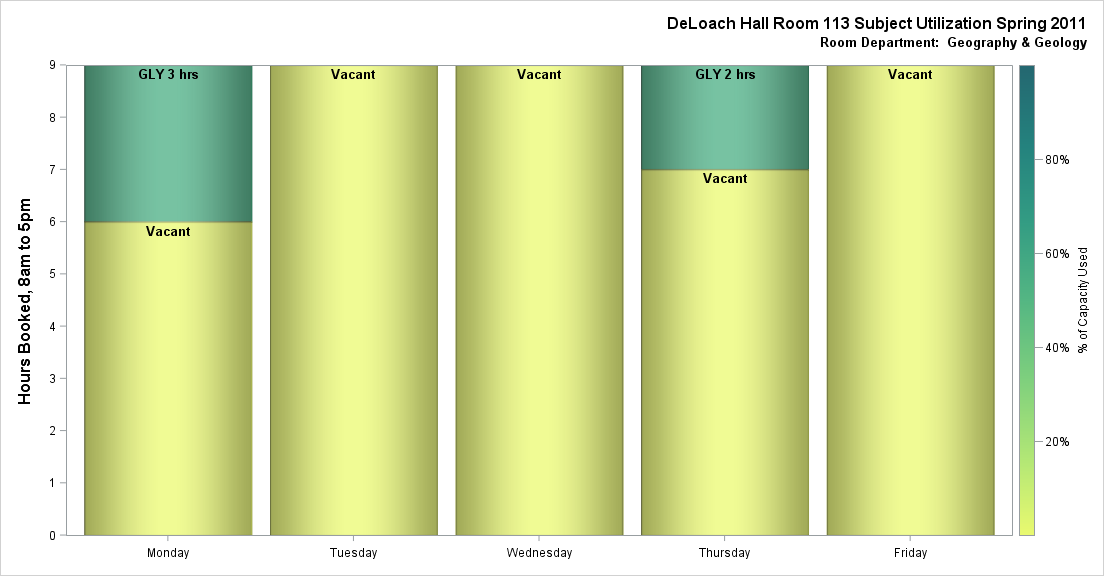 DeLoach Hall Room 113 Subject Utilization Spring 2011
Room Department:  Geography & Geology
Hours Booked, 8am to 5pm
9
8
7
6
5
4
3
2
1
0
GLY 3 hrs
Vacant
Vacant
Vacant
GLY 2 hrs
Vacant
Vacant
Monday
Tuesday
Wednesday
Thursday
Friday
80%
60%
40%
20%
% of Capacity Used